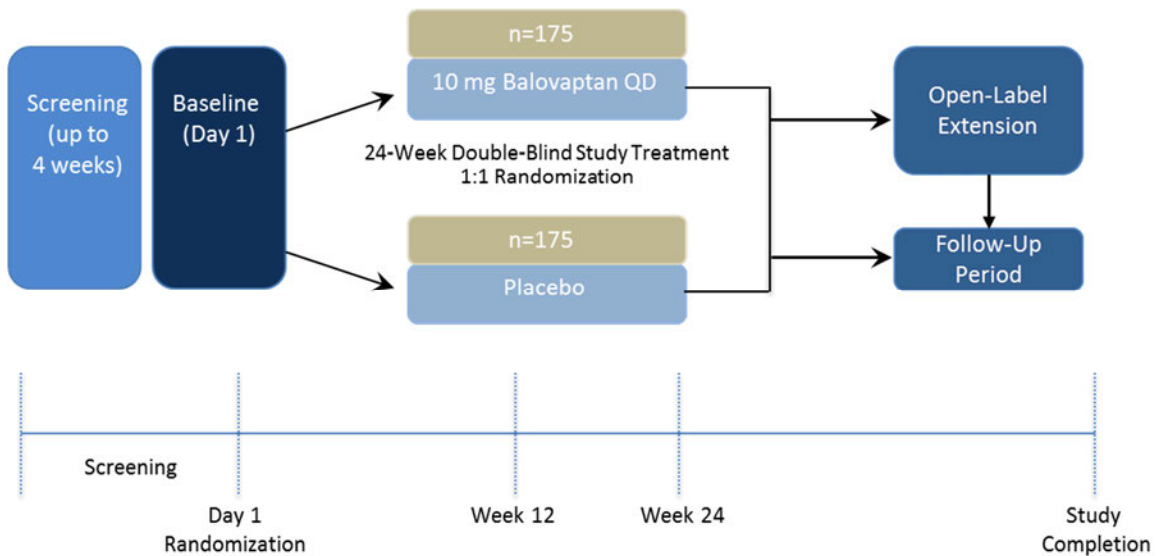 Screening
(up to
4 weeks)
Baseline
(Day 1)
n=175
10 mg Balovaptan QD
24-Week Double-Blind Study Treatment
1:1 Randomization
n=175
Placebo
Open-Label
Extension
Follow-Up
Period
Screening
Day 1
Randomization
Week 12
Week 24
Study
Completion